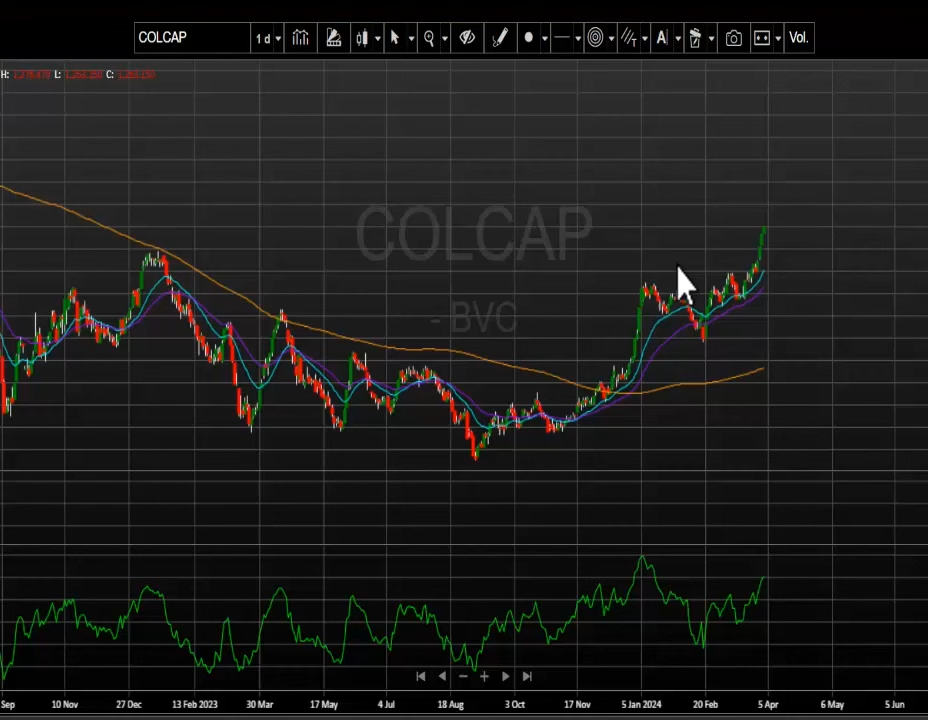 COLCAP 1 d T A Vol.
H: L: C:
COLCAP
- BVC
Sep 10 Nov 27 Dec 13 Feb 2023 30 Mar 17 May 4 Jul 18 Aug 3 Oct 17 Nov 5 Jan 2024 20 Feb 5 Apr 6 May 5 Jun